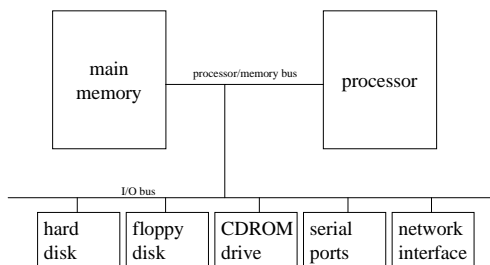 main
memory
processor/memory bus
processor
I/O bus
hard
disk
floppy
disk
CDROM
drive
serial
ports
network
interface